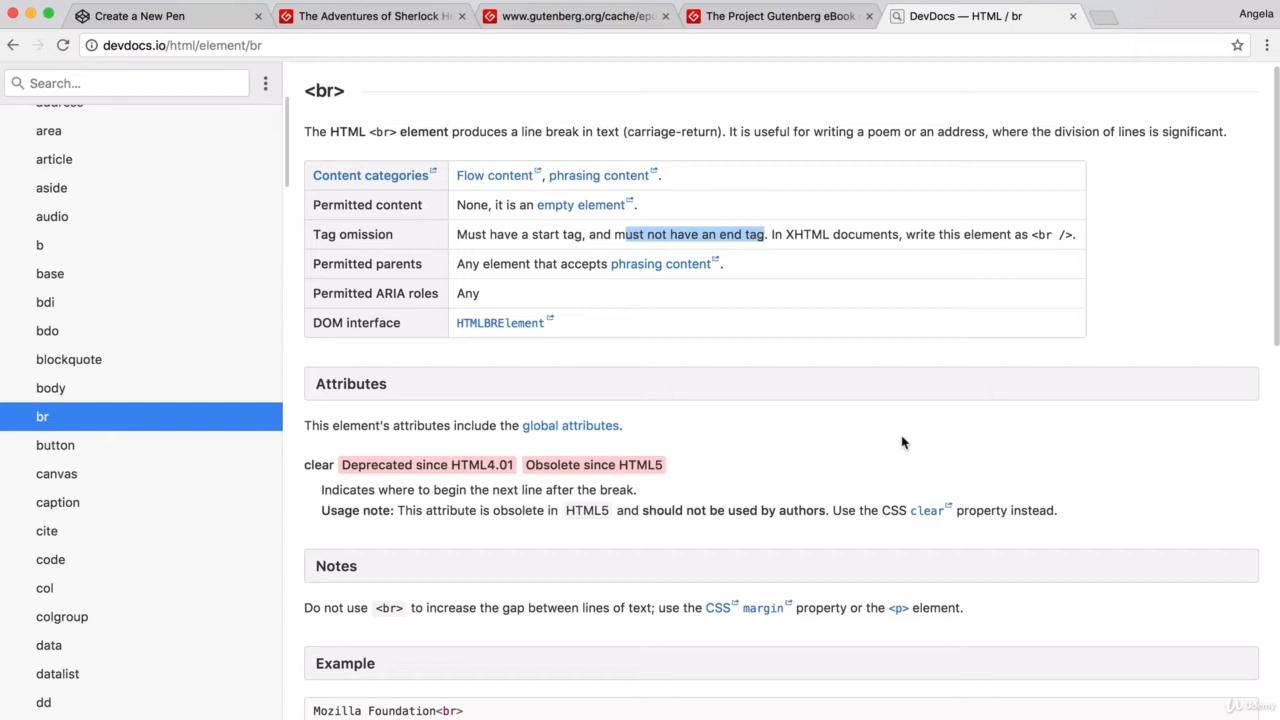 Create a New Pen
The Adventures of Sherlock H
www.gutenberg.org/cache/epu
The Project Gutenberg eBook
DevDocs — HTML / br
Angela
devdocs.io/html/element/br
Search...
address
area
article
aside
audio
b
base
bdi
bdo
blockquote
body
br
button
canvas
caption
cite
code
col
colgroup
data
datalist
dd
<br>
The HTML <br> element produces a line break in text (carriage-return). It is useful for writing a poem or an address, where the division of lines is significant.
Content categories Flow content, phrasing content.
Permitted content None, it is an empty element.
Tag omission Must have a start tag, and must not have an end tag. In XHTML documents, write this element as <br />.
Permitted parents Any element that accepts phrasing content.
Permitted ARIA roles Any
DOM interface HTMLBRElement
Attributes
This element's attributes include the global attributes.
clear Deprecated since HTML4.01 Obsolete since HTML5
Indicates where to begin the next line after the break.
Usage note: This attribute is obsolete in HTML5 and should not be used by authors. Use the CSS clear property instead.
Notes
Do not use <br> to increase the gap between lines of text; use the CSS margin property or the <p> element.
Example
Mozilla Foundation<br>
Udemy